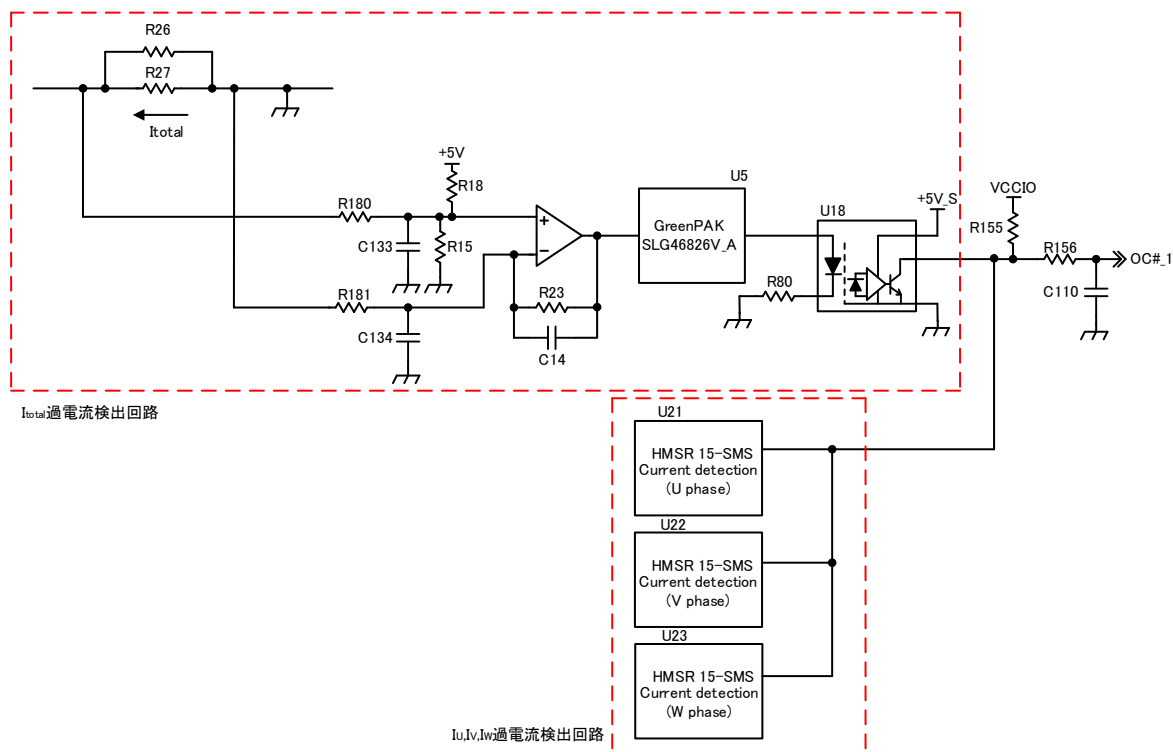 R26
R27
Itotal
+5V
R18
R180
C133
R15
R181
C134
R23
C14
U5
GreenPAK
SLG46826V_A
U18
+5V_S
R80
VCCIO
R155
R156
OC#_1
C110
Itotal過電流検出回路
U21
HMSR 15-SMS
Current detection
(U phase)
U22
HMSR 15-SMS
Current detection
(V phase)
U23
HMSR 15-SMS
Current detection
(W phase)
IU,IV,IW過電流検出回路